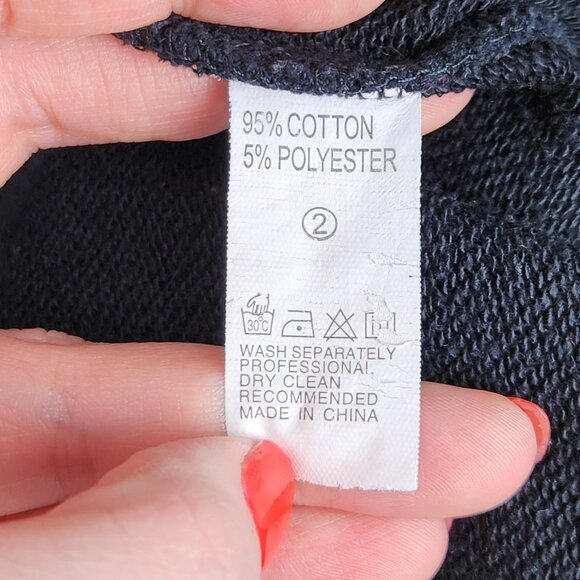 95% COTTON
5% POLYESTER
2
30°C
WASH SEPARATELY
PROFESSIONAL
DRY CLEAN
RECOMMENDED
MADE IN CHINA